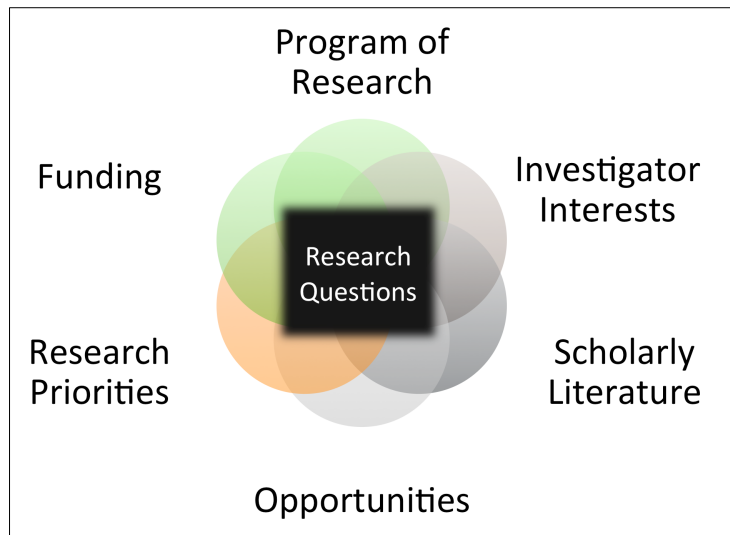 Program of
Research
Funding
Investigator
Interests
Research
Questions
Research
Priorities
Scholarly
Literature
Opportunities